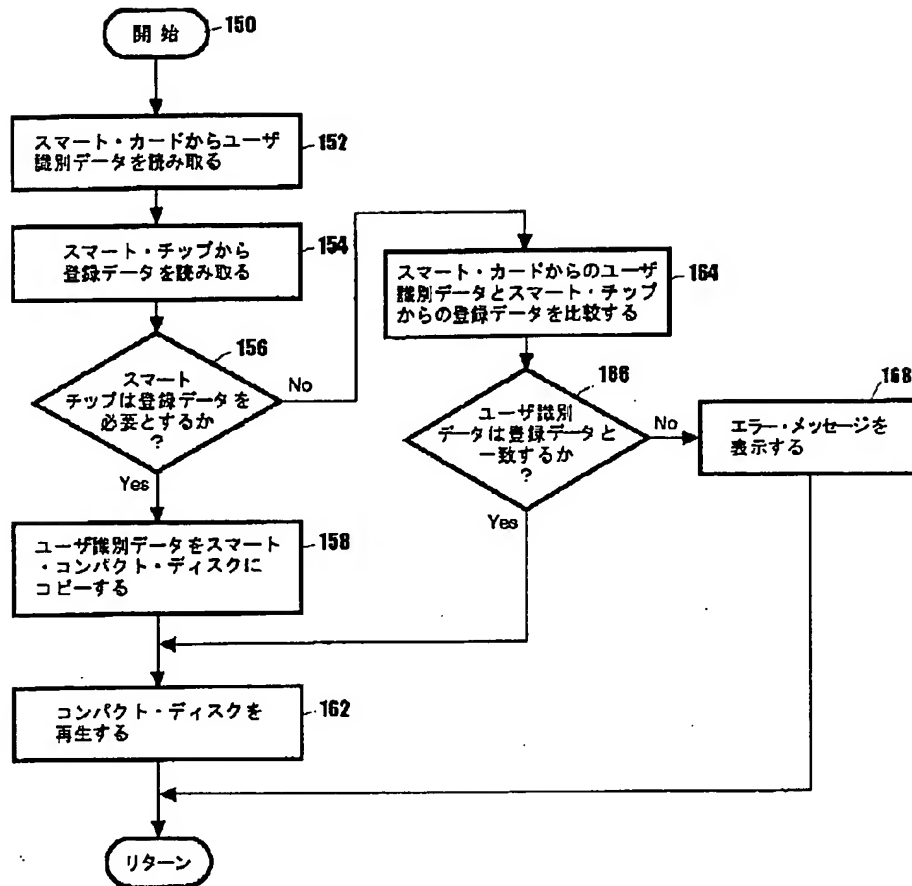 開始
150
スマート・カードからユーザ
識別データを読み取る
152
スマート・チップから
登録データを読み取る
154
スマート
チップは登録データを
必要とするか
?
156
No
Yes
ユーザ識別データをスマート
・コンパクト・ディスクに
コピーする
158
コンパクト・ディスクを
再生する
162
リターン
スマート・カードからのユーザ
識別データとスマート・チップ
からの登録データを比較する
164
ユーザ識別
データは登録データと
一致するか
?
166
No
Yes
エラー・メッセージを
表示する
168